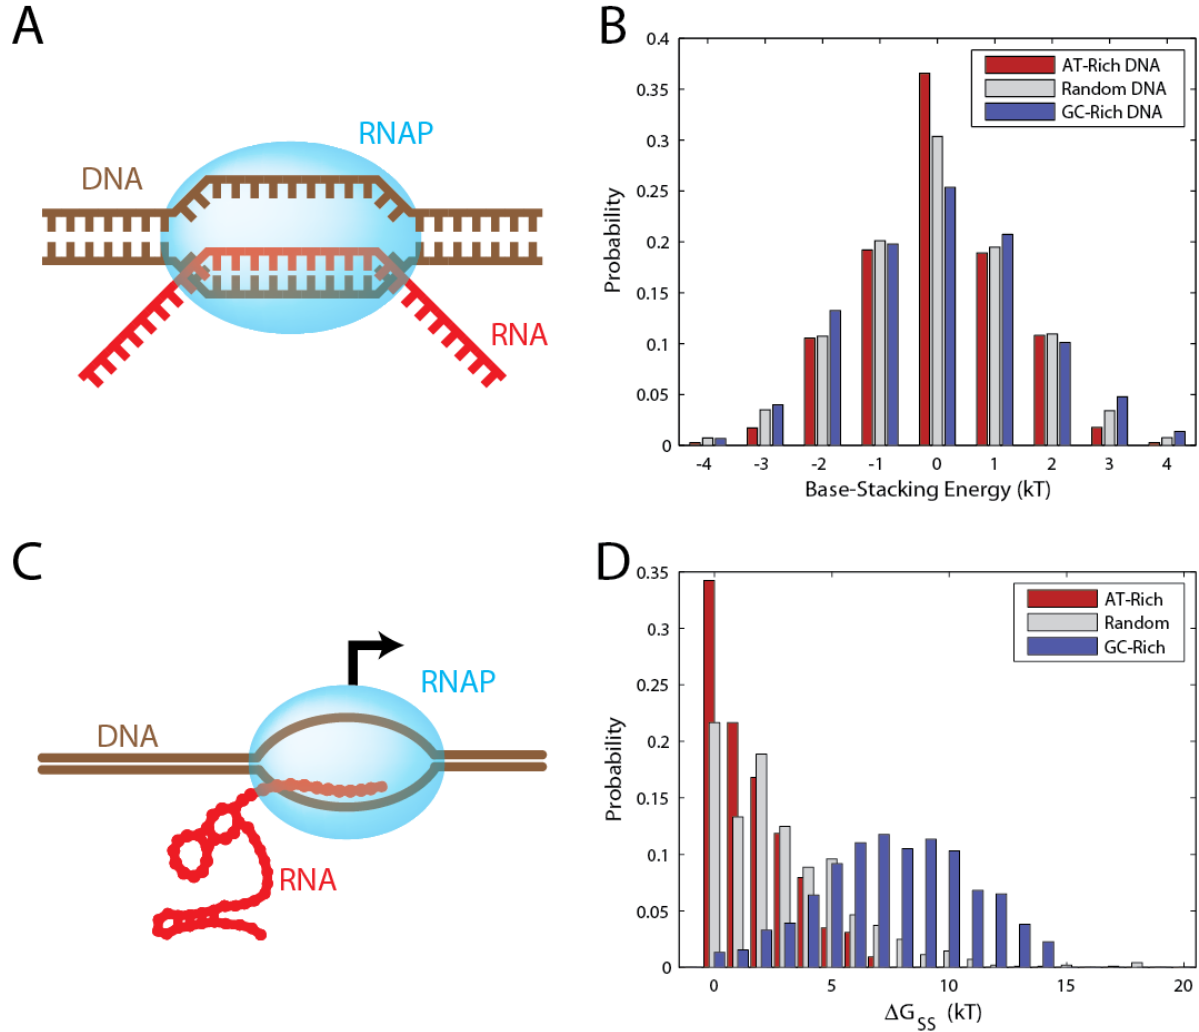 A
RNAP
DNA
RNA
B
0.4
0.35
0.3
0.25
0.2
0.15
0.1
0.05
0
Probability
AT-Rich DNA
Random DNA
GC-Rich DNA
-4 -3 -2 -1 0 1 2 3 4
Base-Stacking Energy (kT)
C
RNAP
DNA
RNA
D
0.35
0.3
0.25
0.2
0.15
0.1
0.05
0
Probability
AT-Rich
Random
GC-Rich
0 5 10 15 20
ΔG_SS (kT)